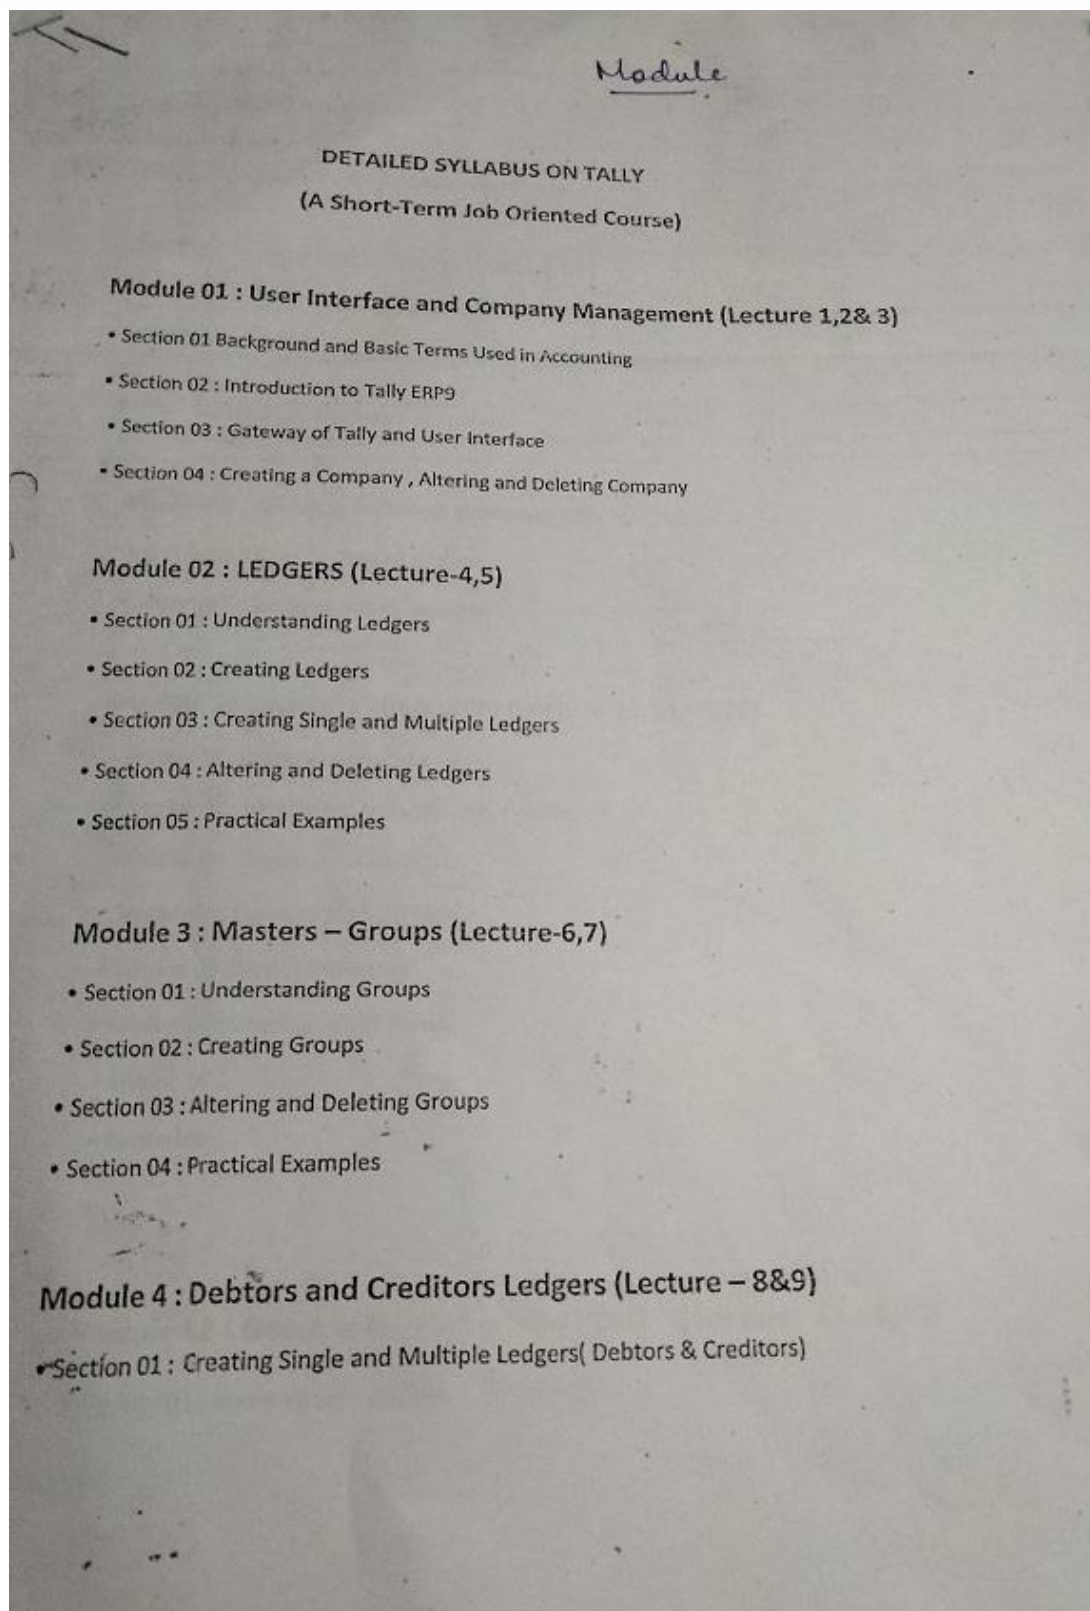 Module
DETAILED SYLLABUS ON TALLY
(A Short-Term Job Oriented Course)
Module 01 : User Interface and Company Management (Lecture 1,2& 3)
• Section 01 Background and Basic Terms Used in Accounting
• Section 02 : Introduction to Tally ERP9
• Section 03 : Gateway of Tally and User Interface
• Section 04 : Creating a Company , Altering and Deleting Company
Module 02 : LEDGERS (Lecture-4,5)
• Section 01 : Understanding Ledgers
• Section 02 : Creating Ledgers
• Section 03 : Creating Single and Multiple Ledgers
• Section 04 : Altering and Deleting Ledgers
• Section 05 : Practical Examples
Module 3 : Masters – Groups (Lecture-6,7)
• Section 01 : Understanding Groups
• Section 02 : Creating Groups
• Section 03 : Altering and Deleting Groups
• Section 04 : Practical Examples
Module 4 : Debtors and Creditors Ledgers (Lecture – 8&9)
• Section 01 : Creating Single and Multiple Ledgers( Debtors & Creditors)